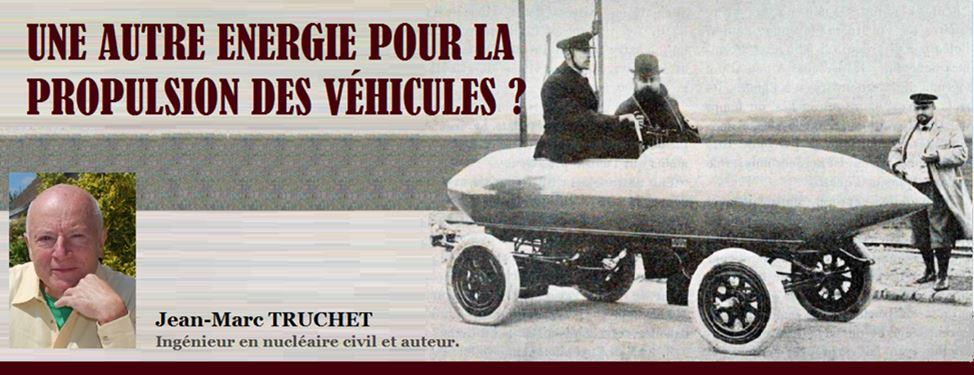 UNE AUTRE ENERGIE POUR LA
PROPULSION DES VÉHICULES ?
Jean-Marc TRUCHET
Ingénieur en nucléaire civil et auteur.